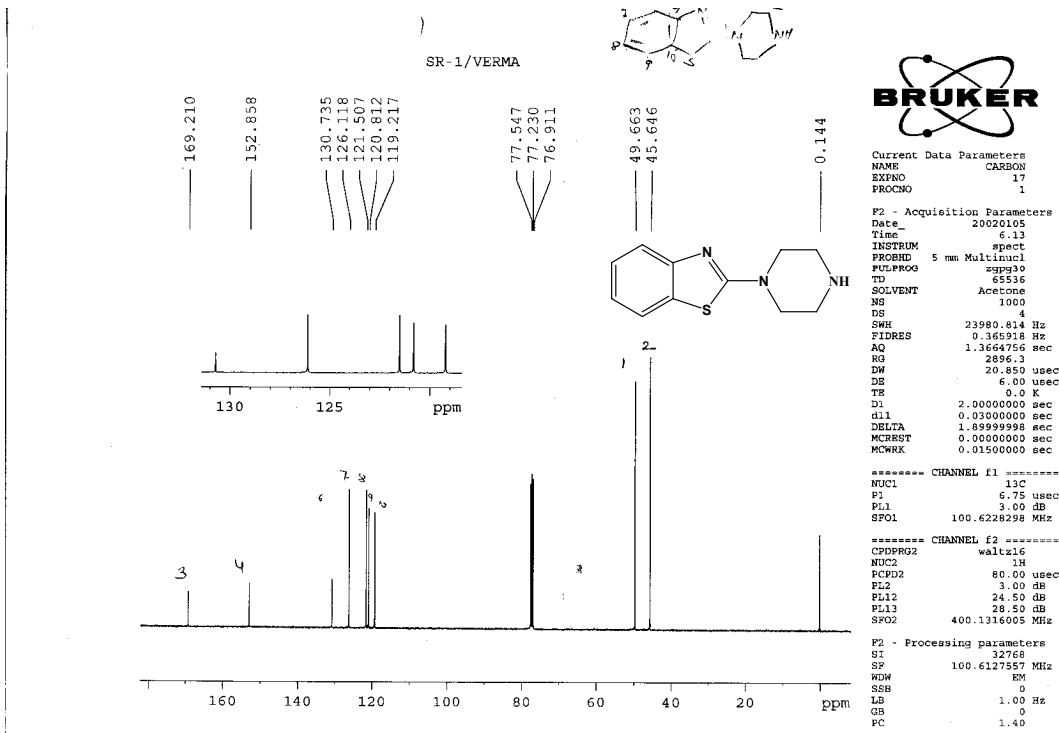 SR-1/VERMA
7
N
N
NH
8
9
10
S
169.210
152.858
130.735
126.118
121.507
120.812
119.217
77.547
77.230
76.911
49.663
45.646
0.144
N
S
N
NH
130
125
ppm
1
2
3
4
6
7
8
9
160
140
120
100
80
60
40
20
ppm
BRUKER
Current Data Parameters
NAME CARBON
EXPNO 17
PROCNO 1
F2 - Acquisition Parameters
Date_ 20020105
Time 6.13
INSTRUM spect
PROBHD 5 mm Multinucl
PULPROG zgpg30
TD 65536
SOLVENT Acetone
NS 1000
DS 4
SWH 23980.814 Hz
FIDRES 0.365918 Hz
AQ 1.3664756 sec
RG 2896.3
DW 20.850 usec
DE 6.00 usec
TE 0.0 K
D1 2.00000000 sec
d11 0.03000000 sec
DELTA 1.89999998 sec
MCREST 0.00000000 sec
MCWRK 0.01500000 sec
======== CHANNEL f1 ========
NUC1 13C
P1 6.75 usec
PL1 3.00 dB
SFO1 100.6228298 MHz
======== CHANNEL f2 ========
CPDPRG2 waltz16
NUC2 1H
PCPD2 80.00 usec
PL2 3.00 dB
PL12 24.50 dB
PL13 28.50 dB
SFO2 400.1316005 MHz
F2 - Processing parameters
SI 32768
SF 100.6127557 MHz
WDW EM
SSB 0
LB 1.00 Hz
GB 0
PC 1.40